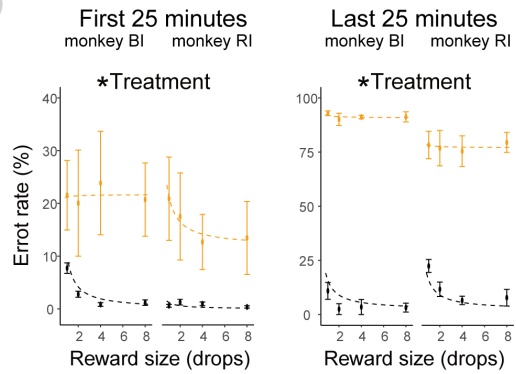 First 25 minutes
monkey BI monkey RI
*Treatment
40
30
20
10
0
Errot rate (%)
2 4 6 8 2 4 6 8
Reward size (drops)
Last 25 minutes
monkey BI monkey RI
*Treatment
100
75
50
25
0
2 4 6 8 2 4 6 8
Reward size (drops)